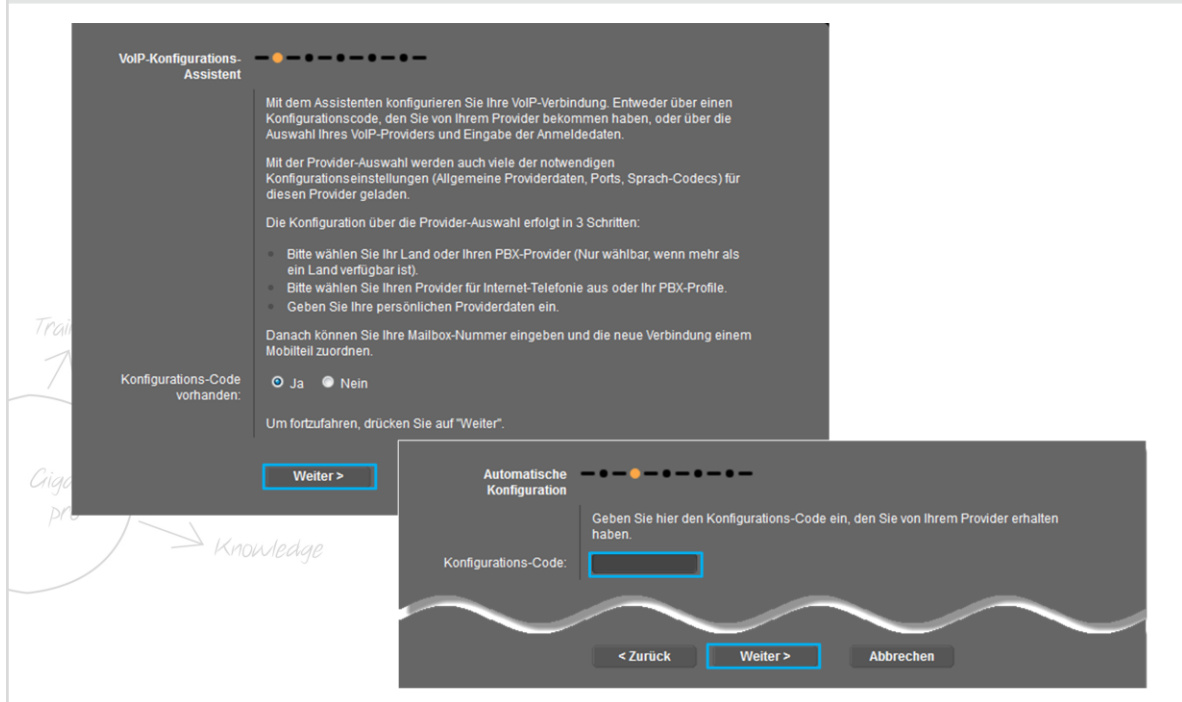 VoIP-Konfigurations-
Assistent
Mit dem Assistenten konfigurieren Sie Ihre VoIP-Verbindung. Entweder über einen
Konfigurationscode, den Sie von Ihrem Provider bekommen haben, oder über die
Auswahl Ihres VoIP-Providers und Eingabe der Anmeldedaten.
Mit der Provider-Auswahl werden auch viele der notwendigen
Konfigurationseinstellungen (Allgemeine Providerdaten, Ports, Sprach-Codecs) für
diesen Provider geladen.
Die Konfiguration über die Provider-Auswahl erfolgt in 3 Schritten:
Bitte wählen Sie Ihr Land oder Ihren PBX-Provider (Nur wählbar, wenn mehr als
ein Land verfügbar ist).
Bitte wählen Sie Ihren Provider für Internet-Telefonie aus oder Ihr PBX-Profile.
Geben Sie Ihre persönlichen Providerdaten ein.
Danach können Sie Ihre Mailbox-Nummer eingeben und die neue Verbindung einem
Mobilteil zuordnen.
Konfigurations-Code
vorhanden:
Ja Nein
Um fortzufahren, drücken Sie auf "Weiter".
Weiter >
Automatische
Konfiguration
Geben Sie hier den Konfigurations-Code ein, den Sie von Ihrem Provider erhalten
haben.
Konfigurations-Code:
< Zurück Weiter > Abbrechen
Trai
Giga
pro
Knowledge